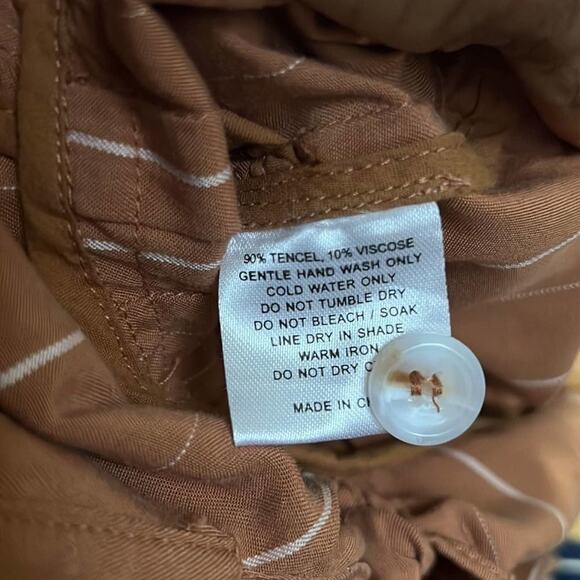 90% TENCEL, 10% VISCOSE
GENTLE HAND WASH ONLY
COLD WATER ONLY
DO NOT TUMBLE DRY
DO NOT BLEACH / SOAK
LINE DRY IN SHADE
WARM IRON
DO NOT DRY
MADE IN